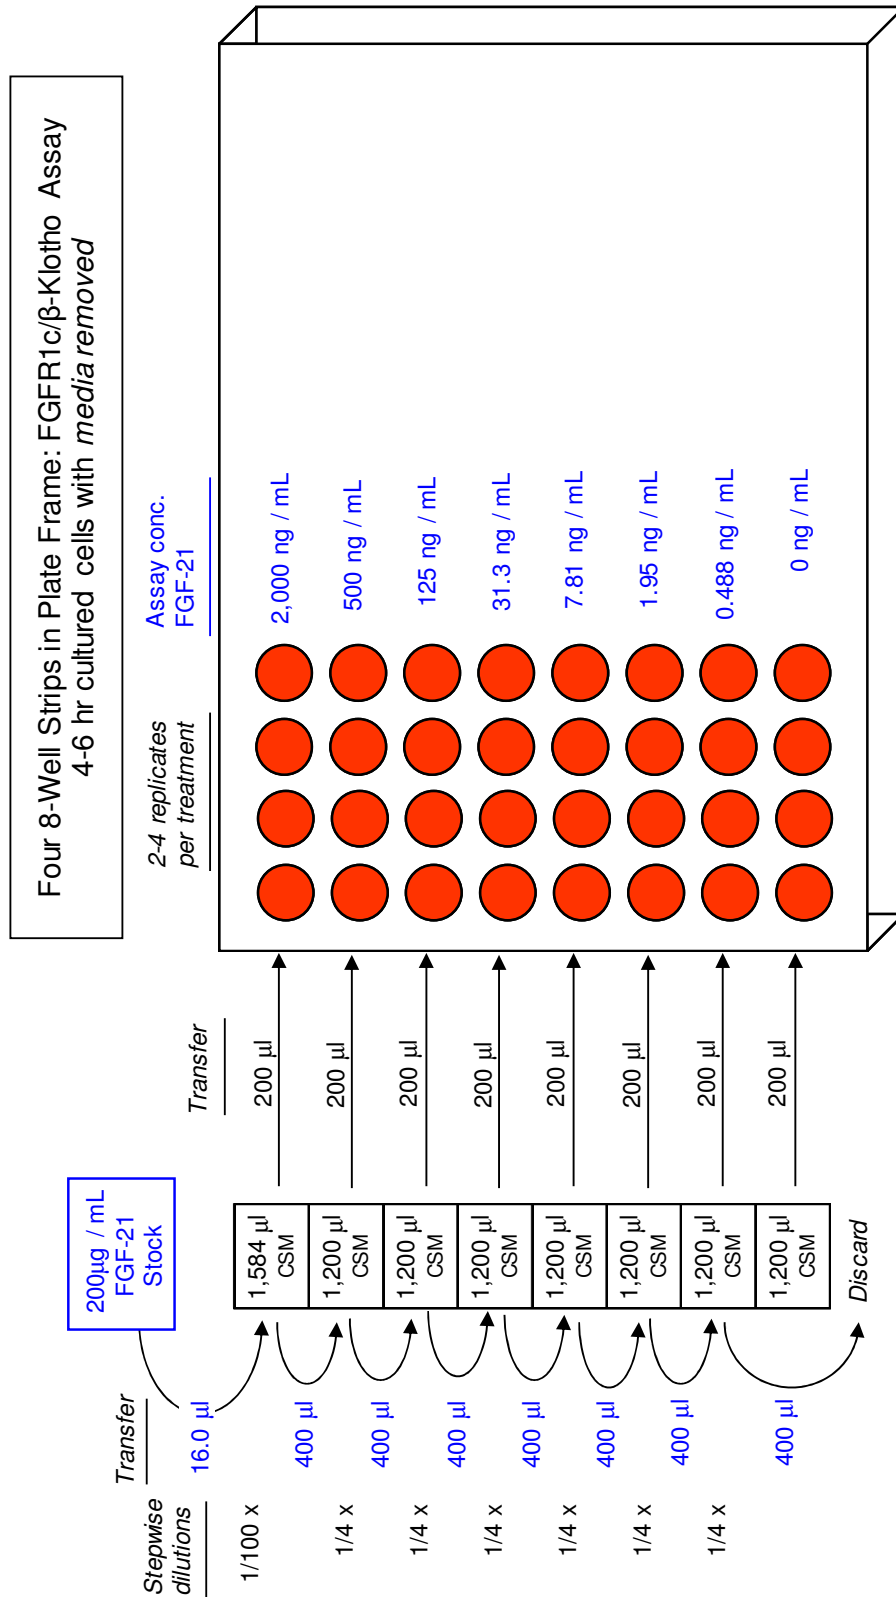 Four 8-Well Strips in Plate Frame: FGFR1c/β-Klotho Assay
4-6 hr cultured cells with media removed
Stepwise
dilutions
Transfer
200µg / mL
FGF-21
Stock
Transfer
2-4 replicates
per treatment
Assay conc.
FGF-21
1/100 x
16.0 µl
1,584 µl
CSM
200 µl
2,000 ng / mL
1/4 x
400 µl
1,200 µl
CSM
200 µl
500 ng / mL
1/4 x
400 µl
1,200 µl
CSM
200 µl
125 ng / mL
1/4 x
400 µl
1,200 µl
CSM
200 µl
31.3 ng / mL
1/4 x
400 µl
1,200 µl
CSM
200 µl
7.81 ng / mL
1/4 x
400 µl
1,200 µl
CSM
200 µl
1.95 ng / mL
1/4 x
400 µl
1,200 µl
CSM
200 µl
0.488 ng / mL
400 µl
1,200 µl
CSM
200 µl
0 ng / mL
Discard